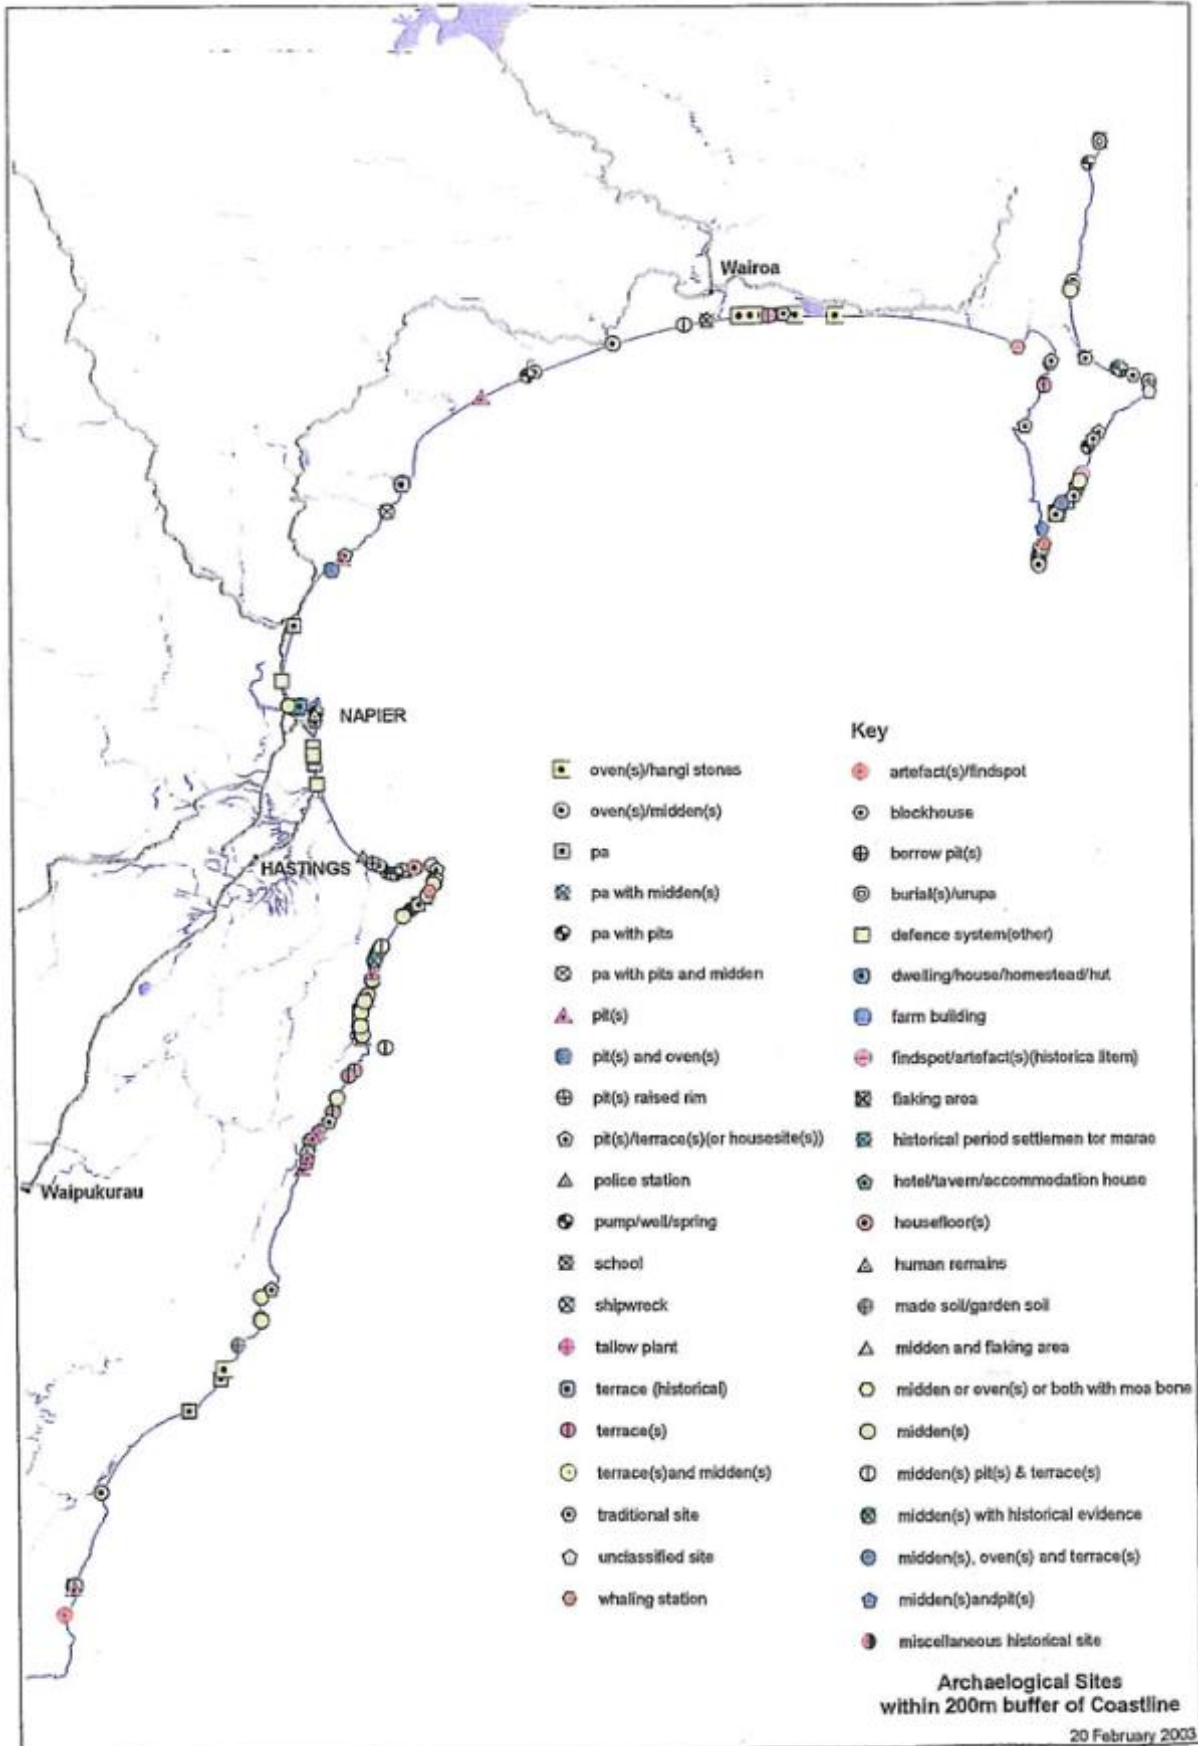 Wairoa
NAPIER
HASTINGS
Waipukurau
Key
oven(s)/hangi stones
oven(s)/midden(s)
pa
pa with midden(s)
pa with pits
pa with pits and midden
pit(s)
pit(s) and oven(s)
pit(s) raised rim
pit(s)/terrace(s)(or housesite(s))
police station
pump/well/spring
school
shipwreck
tallow plant
terrace (historical)
terrace(s)
terrace(s)and midden(s)
traditional site
unclassified site
whaling station
artefact(s)/findspot
blockhouse
borrow pit(s)
burial(s)/urupa
defence system(other)
dwelling/house/homestead/hut
farm building
findspot/artefact(s)(historica litem)
flaking area
historical period settlemen tor marae
hotel/tavern/accommodation house
housefloor(s)
human remains
made soil/garden soil
midden and flaking area
midden or oven(s) or both with moa bone
midden(s)
midden(s) pit(s) & terrace(s)
midden(s) with historical evidence
midden(s), oven(s) and terrace(s)
midden(s)andpit(s)
miscellaneous historical site
Archaelogical Sites
within 200m buffer of Coastline
20 February 2003